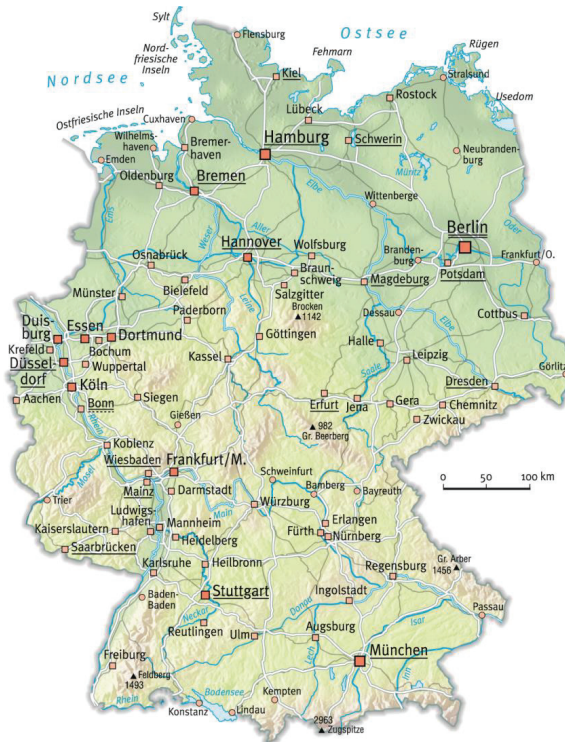 Sylt
Flensburg
Ostsee
Nord-
friesische
Inseln
Fehmarn
Rügen
Nordsee
Kiel
Stralsund
Ostfriesische Inseln
Cuxhaven
Lübeck
Rostock
Usedom
Wilhelms-
haven
Bremer-
haven
Hamburg
Schwerin
Neubranden-
burg
Emden
Müritz
Oldenburg
Bremen
Elbe
Wittenberge
Ems
Weser
Aller
Berlin
Oder
Hannover
Wolfsburg
Branden-
burg
Frankfurt/O.
Osnabrück
Braun-
schweig
Magdeburg
Potsdam
Münster
Bielefeld
Salzgitter
Brocken
1142
Leine
Dessau
Elbe
Cottbus
Paderborn
Duis-
burg
Essen
Dortmund
Göttingen
Krefeld
Bochum
Halle
Düssel-
dorf
Wuppertal
Kassel
Leipzig
Görlitz
Saale
Dresden
Köln
Aachen
Siegen
Erfurt
Jena
Gera
Chemnitz
Bonn
Zwickau
Rhein
Gießen
982
Gr. Beerberg
Koblenz
Wiesbaden
Frankfurt/M.
Mosel
Schweinfurt
Bamberg
0 50 100 km
Mainz
Darmstadt
Bayreuth
Trier
Main
Würzburg
Ludwigs-
hafen
Mannheim
Erlangen
Kaiserslautern
Heidelberg
Fürth
Nürnberg
Saarbrücken
Gr. Arber
1456
Karlsruhe
Heilbronn
Regensburg
Baden-
Baden
Stuttgart
Donau
Ingolstadt
Passau
Neckar
Reutlingen
Ulm
Augsburg
Isar
Freiburg
Lech
München
Inn
Feldberg
1493
Bodensee
Kempten
Rhein
Konstanz
Lindau
2963
Zugspitze